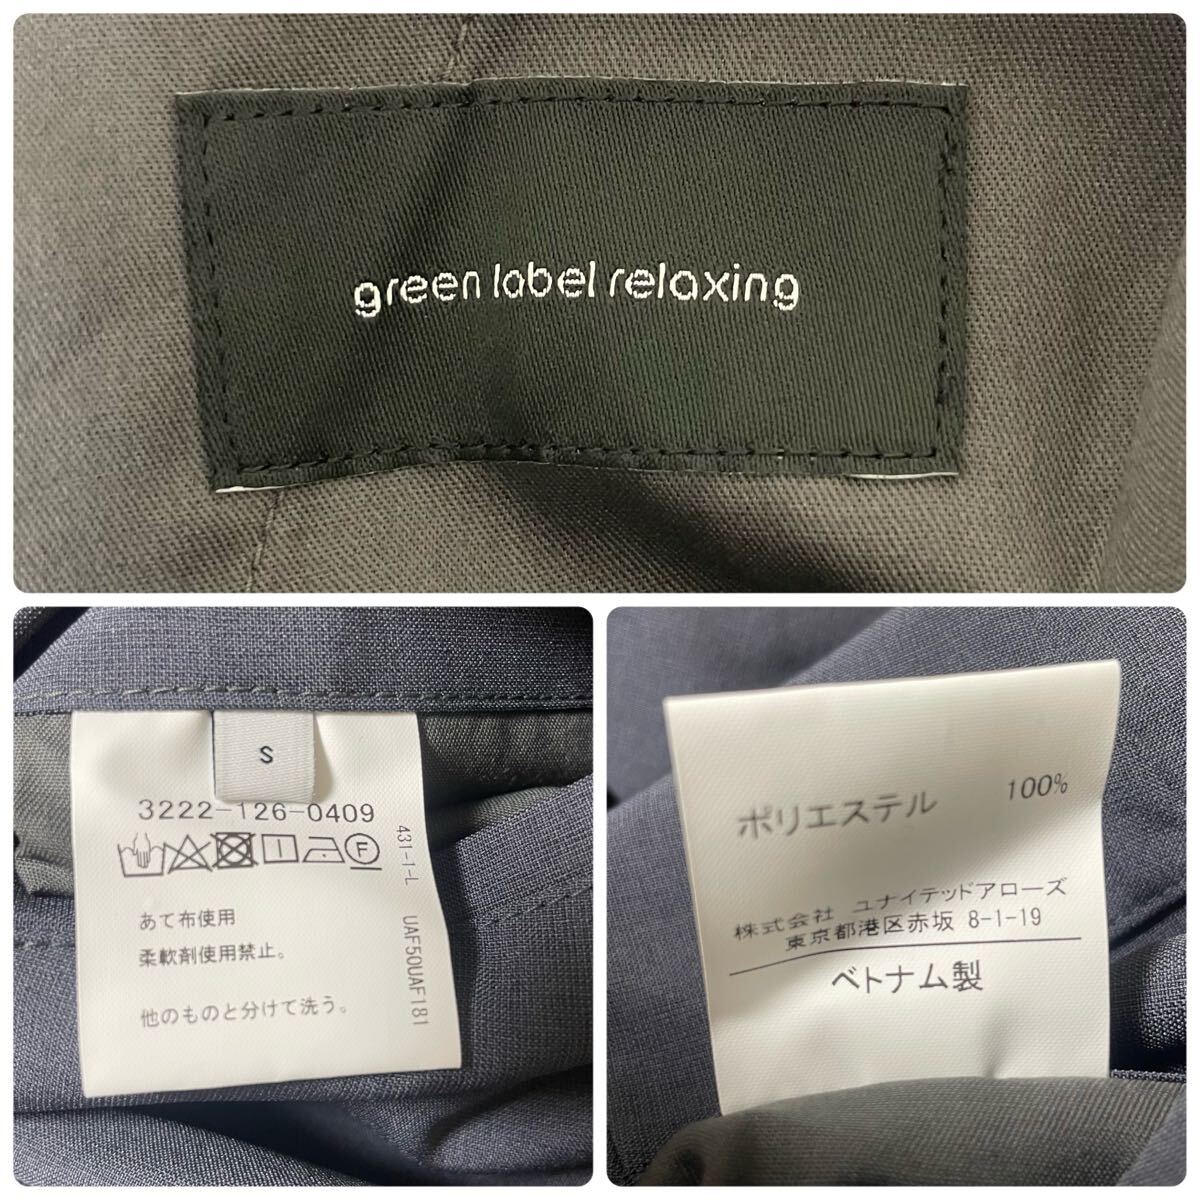 green label relaxing
S
3222-126-0409
F
あて布使用
柔軟剤使用禁止。
他のものと分けて洗う。
431-1-L UAF50UAF181
ポリエステル 100%
株式会社 ユナイテッドアローズ
東京都港区赤坂 8-1-19
ベトナム製